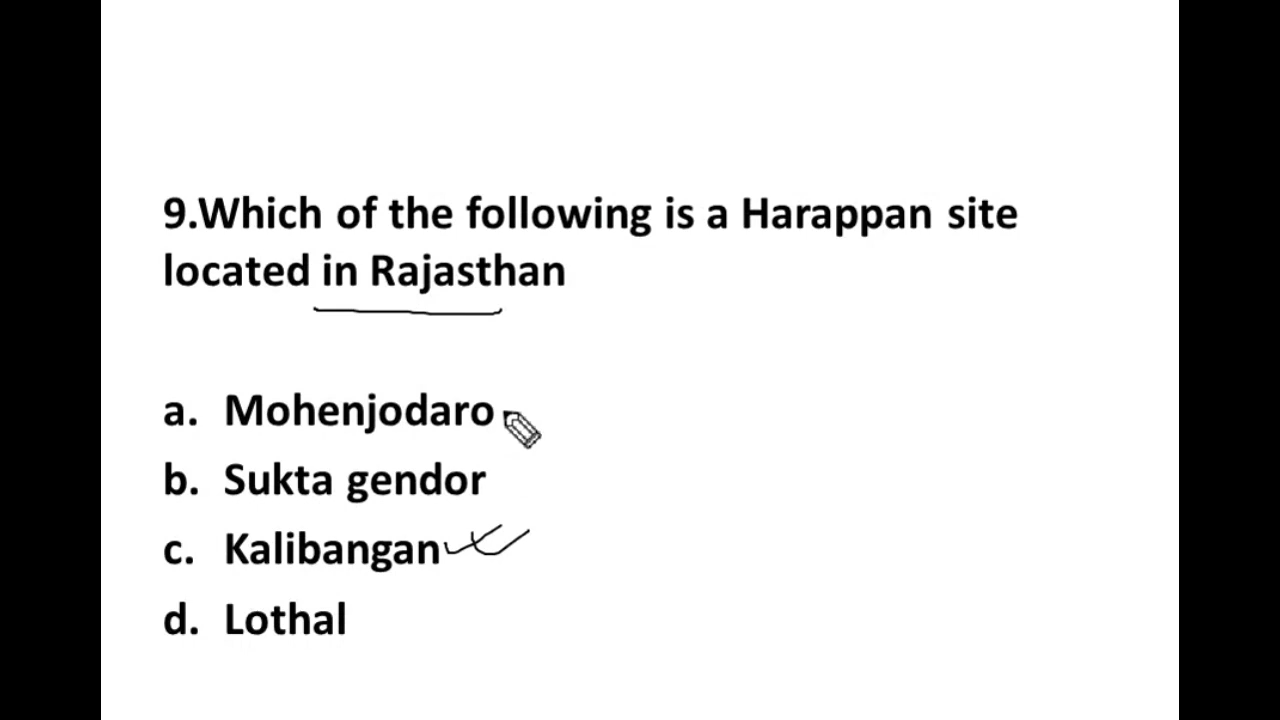 9.Which of the following is a Harappan site
located in Rajasthan
a. Mohenjodaro
b. Sukta gendor
c. Kalibangan
d. Lothal